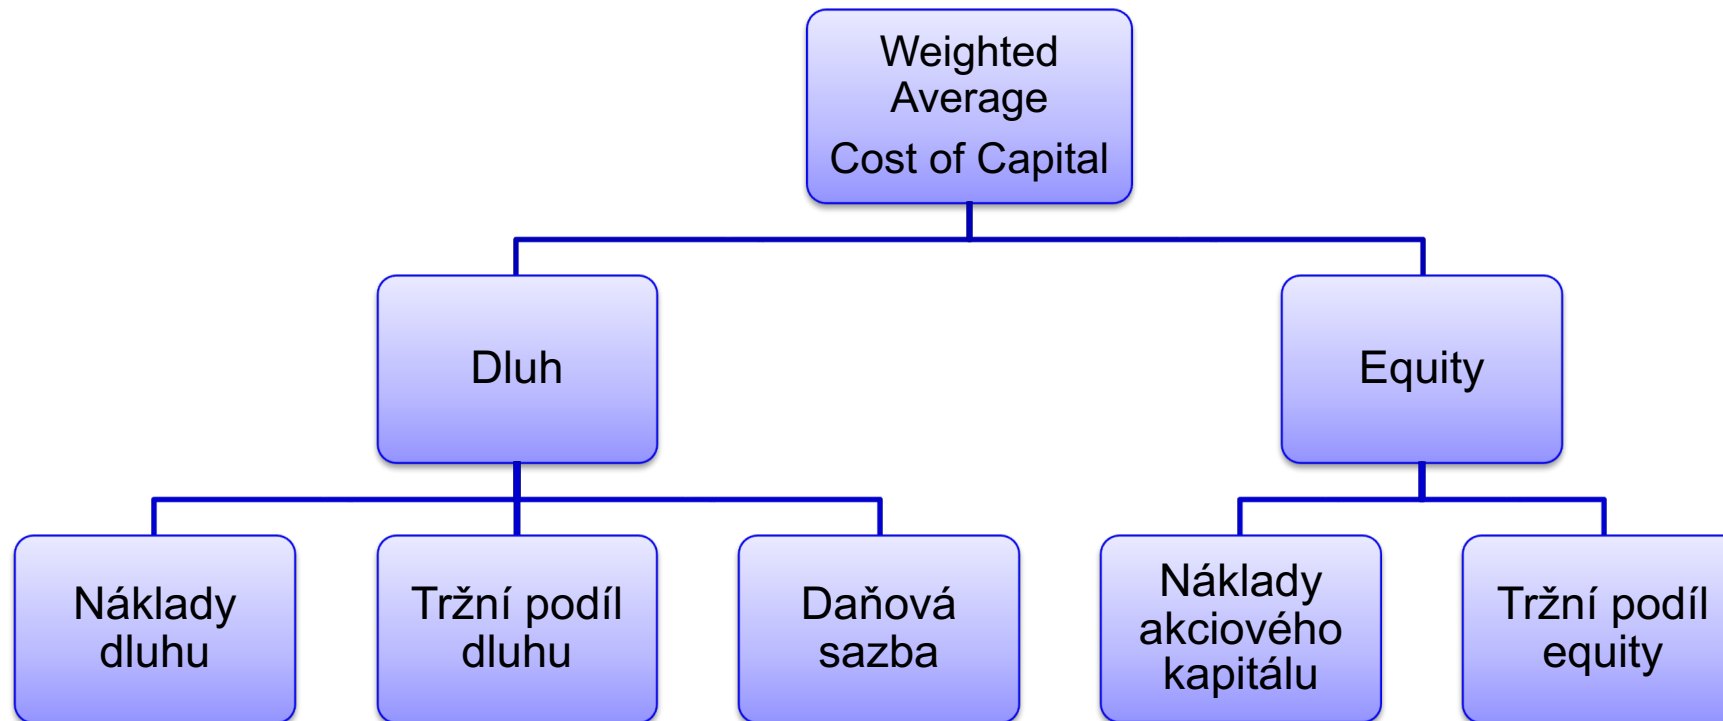 Weighted
Average
Cost of Capital
Dluh
Equity
Náklady
dluhu
Tržní podíl
dluhu
Daňová
sazba
Náklady
akciového
kapitálu
Tržní podíl
equity